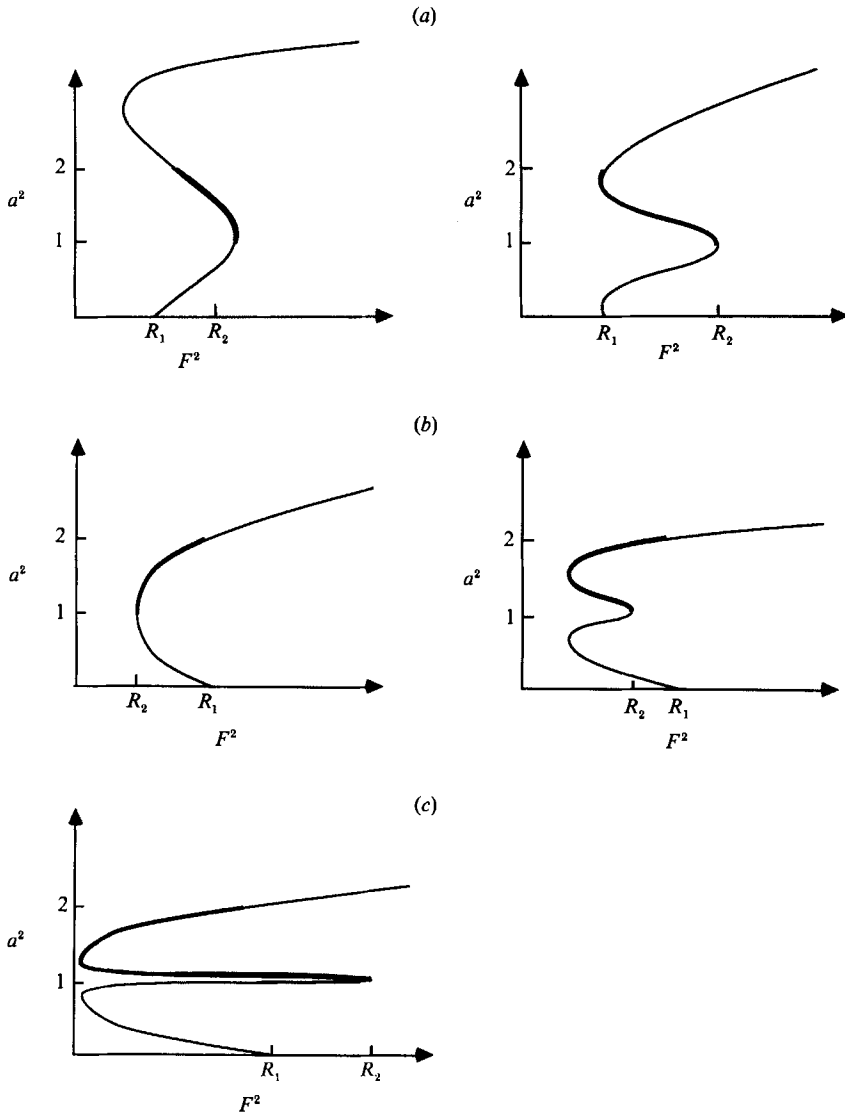 (a)
a²
2
1
R₁
R₂
F²
2
1
a²
R₁
R₂
F²
(b)
a²
2
1
R₂
R₁
F²
2
1
a²
R₂
R₁
F²
(c)
a²
2
1
R₁
R₂
F²